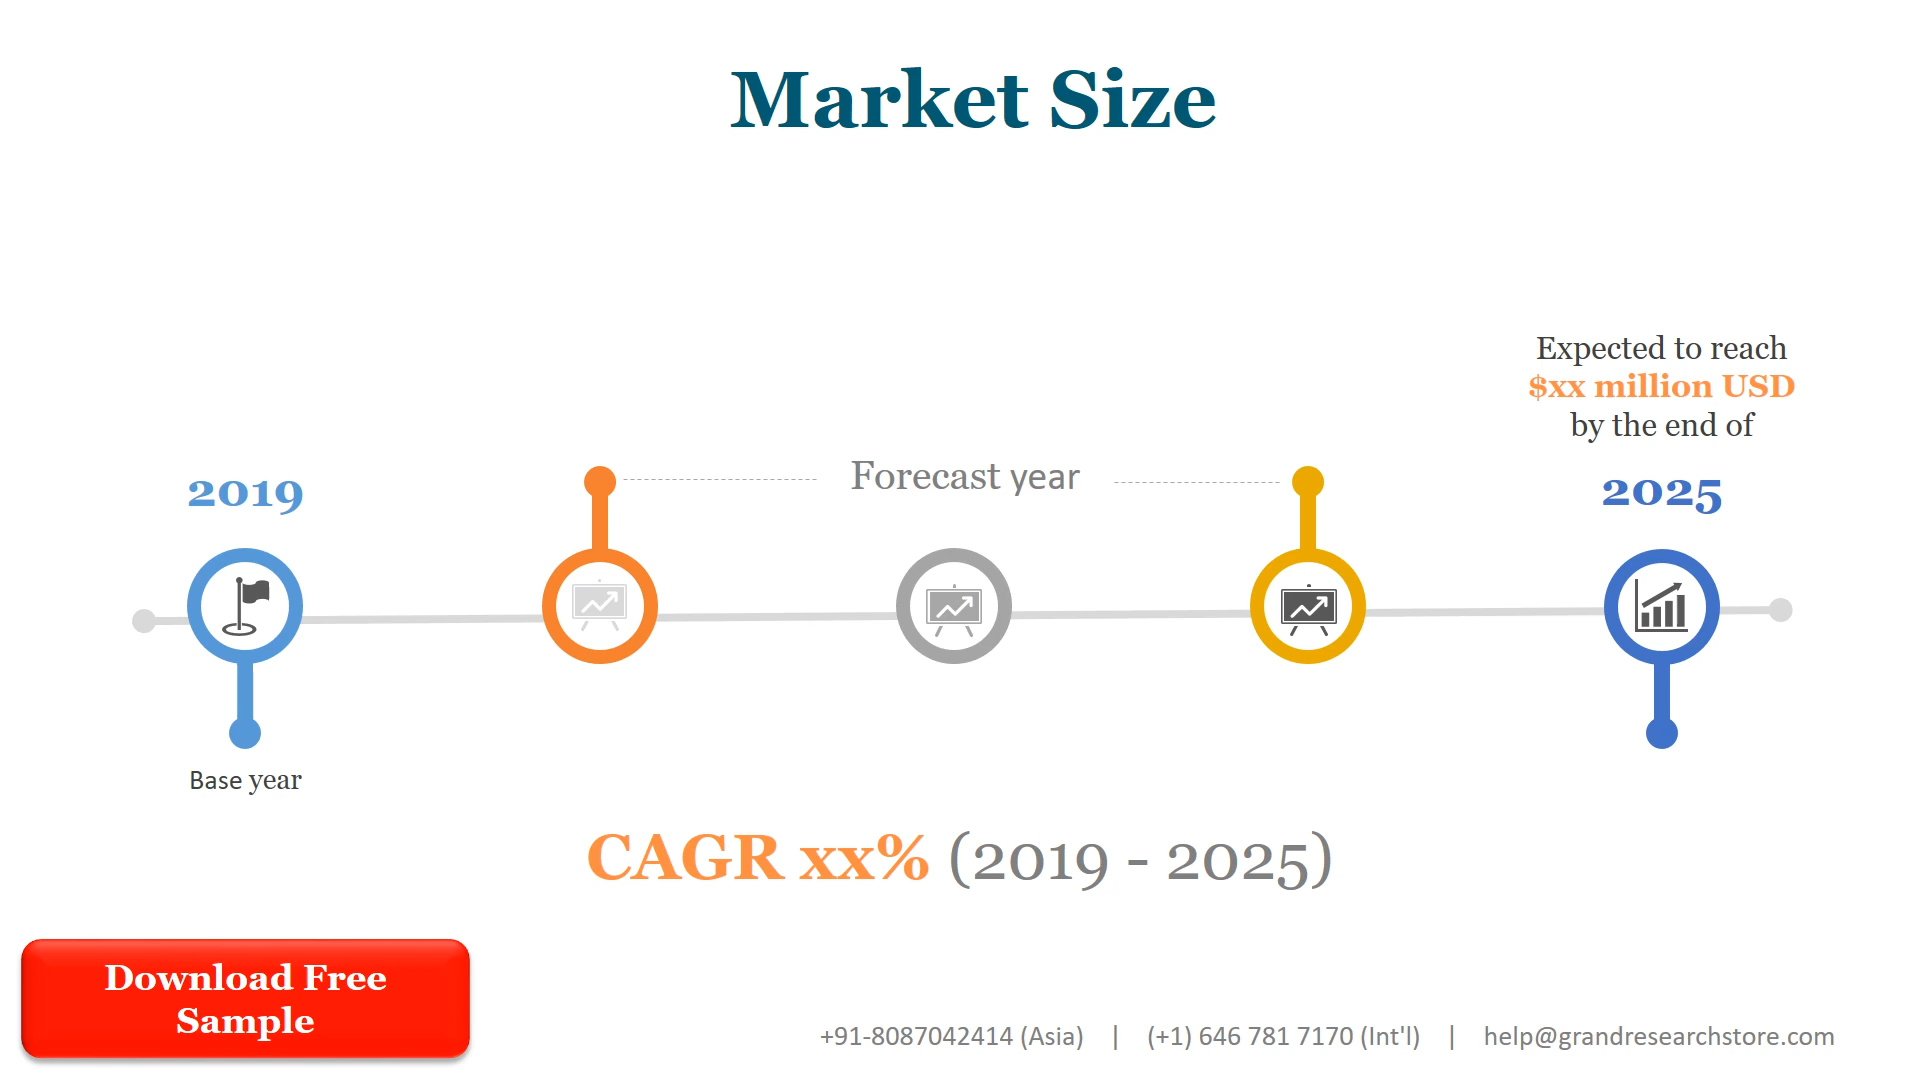 Market Size
Expected to reach
$xx million USD
by the end of
2019
Forecast year
2025
Base year
CAGR xx% (2019 - 2025)
Download Free
Sample
+91-8087042414 (Asia) | (+1) 646 781 7170 (Int'l) | help@grandresearchstore.com